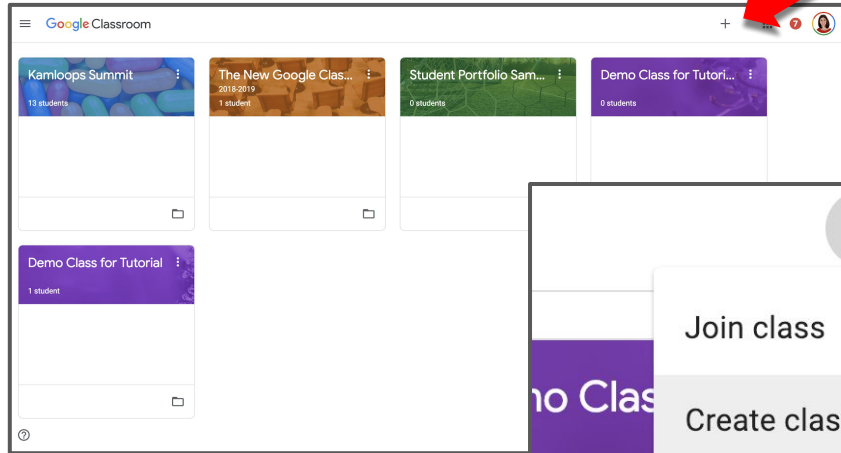 Google Classroom
7
Kamloops Summit
13 students
The New Google Clas...
2018-2019
1 student
Student Portfolio Sam...
0 students
Demo Class for Tutori...
0 students
Demo Class for Tutorial
1 student
Join class
no Clas
Create clas